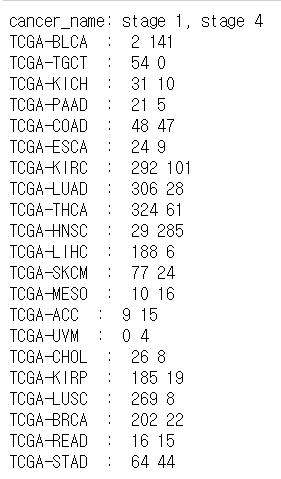 cancer_name: stage 1, stage 4
TCGA-BLCA : 2 141
TCGA-TGCT : 54 0
TCGA-KICH : 31 10
TCGA-PAAD : 21 5
TCGA-COAD : 48 47
TCGA-ESCA : 24 9
TCGA-KIRC : 292 101
TCGA-LUAD : 306 28
TCGA-THCA : 324 61
TCGA-HNSC : 29 285
TCGA-LIHC : 188 6
TCGA-SKCM : 77 24
TCGA-MESO : 10 16
TCGA-ACC : 9 15
TCGA-UVM : 0 4
TCGA-CHOL : 26 8
TCGA-KIRP : 185 19
TCGA-LUSC : 269 8
TCGA-BRCA : 202 22
TCGA-READ : 16 15
TCGA-STAD : 64 44